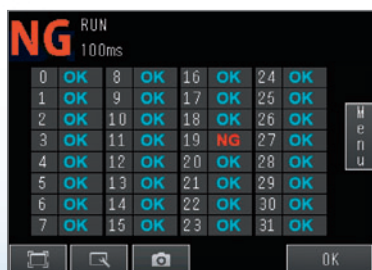 NG RUN
100ms
0 OK 8 OK 16 OK 24 OK
1 OK 9 OK 17 OK 25 OK
2 OK 10 OK 18 OK 26 OK
3 OK 11 OK 19 NG 27 OK
4 OK 12 OK 20 OK 28 OK
5 OK 13 OK 21 OK 29 OK
6 OK 14 OK 22 OK 30 OK
7 OK 15 OK 23 OK 31 OK
Menu
OK